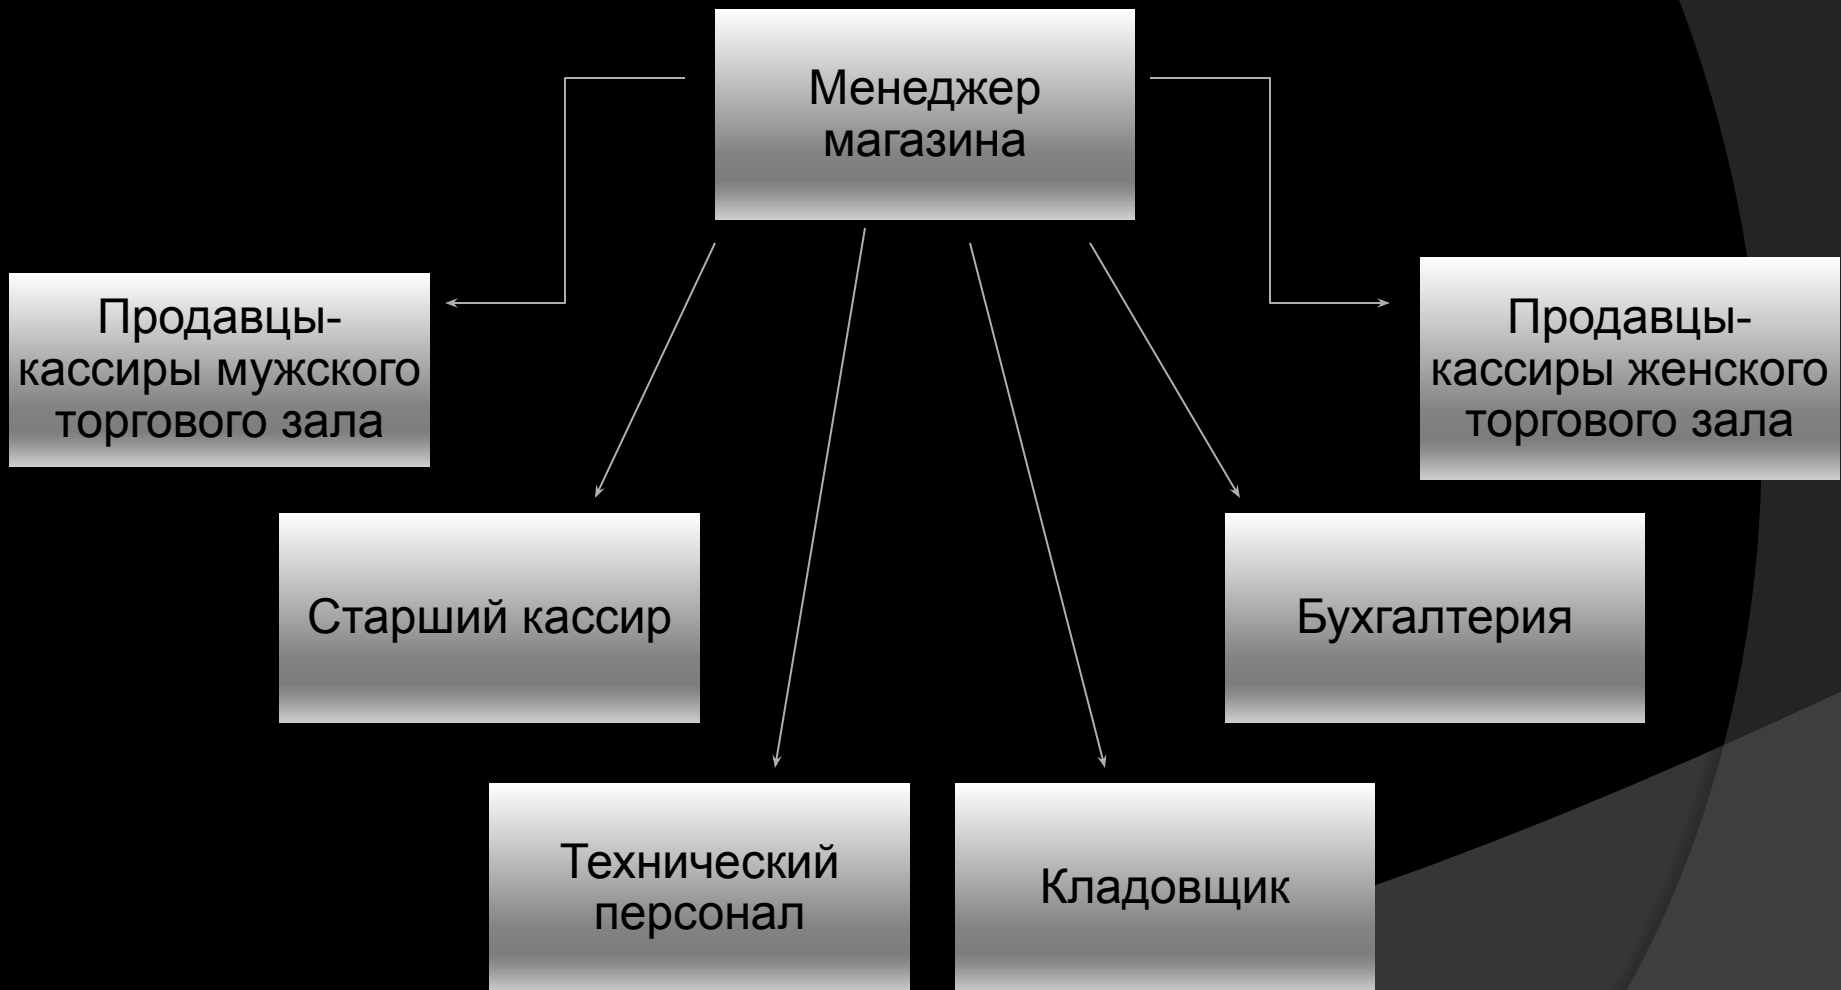 Менеджер
магазина
Продавцы-
кассиры мужского
торгового зала
Продавцы-
кассиры женского
торгового зала
Старший кассир
Бухгалтерия
Технический
персонал
Кладовщик